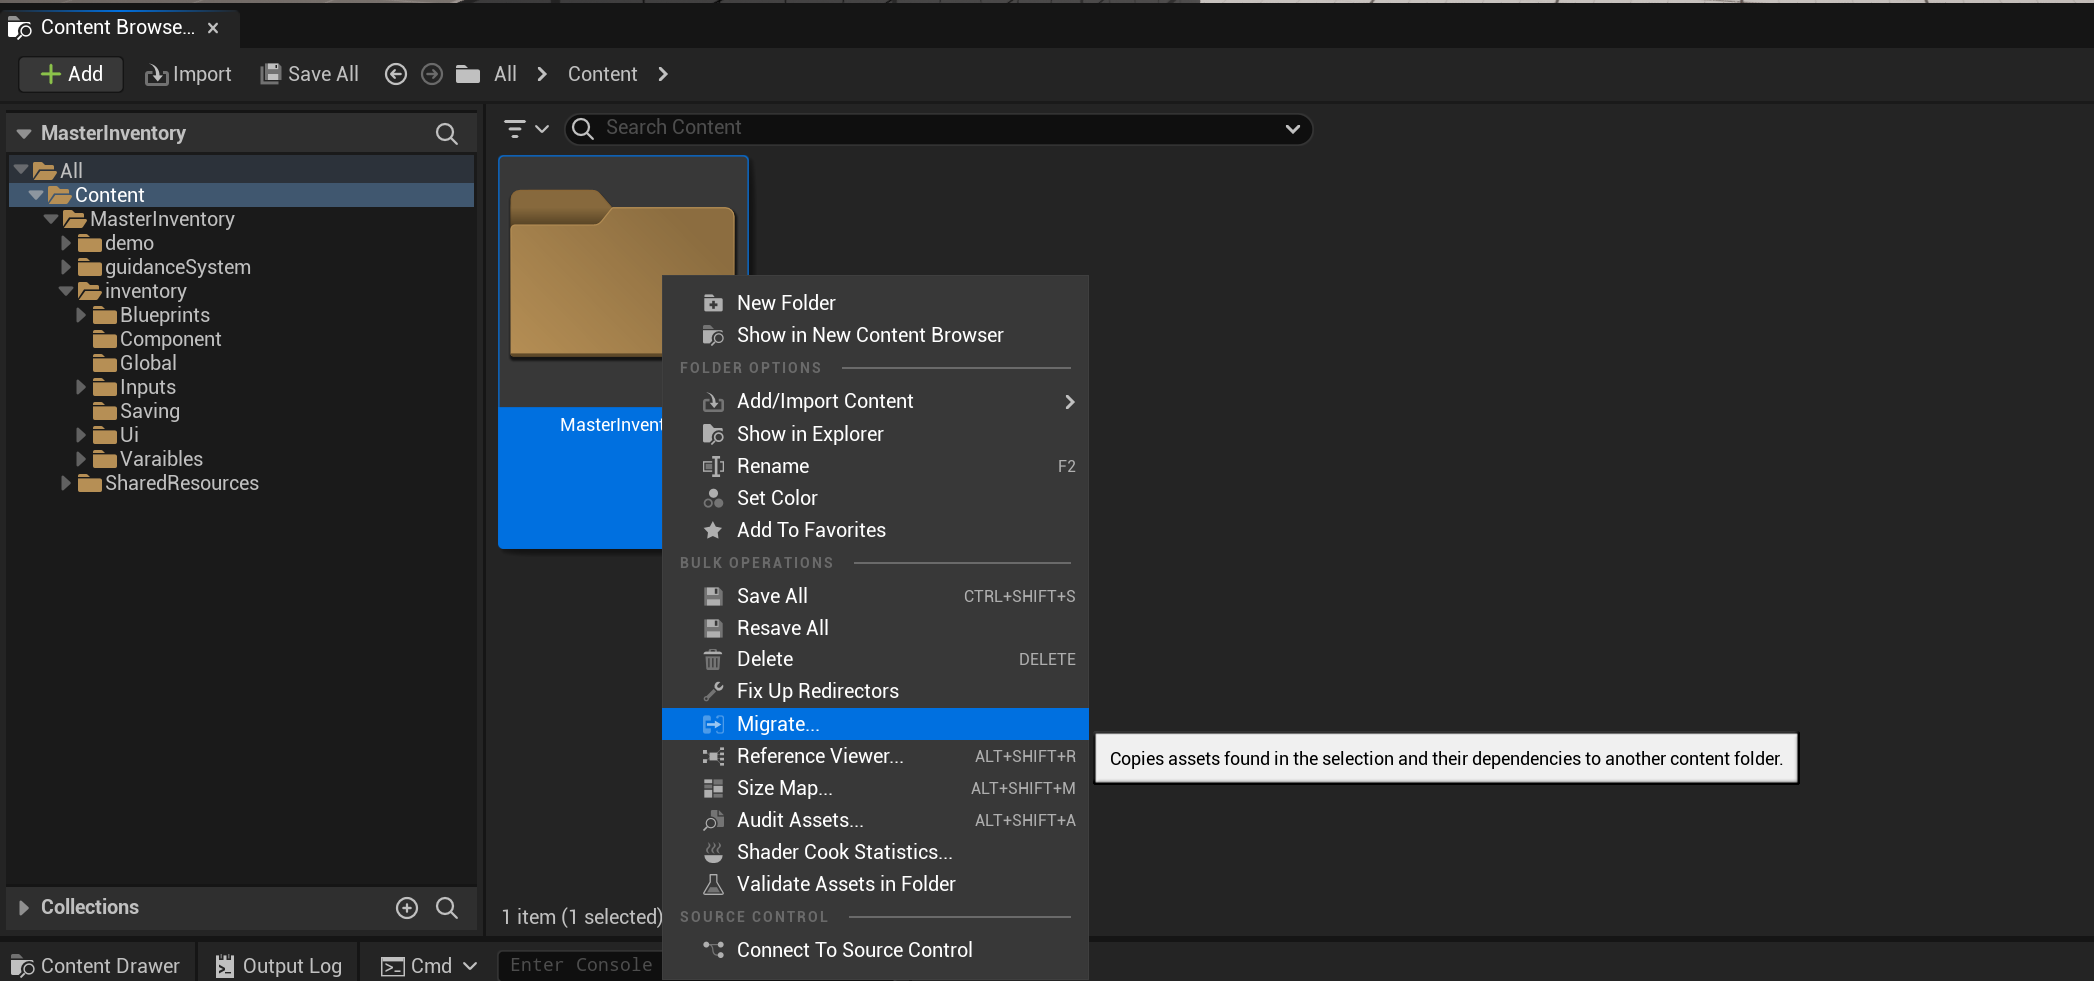 Content Browse...
Add
Import
Save All
All
Content
MasterInventory
Search Content
All
Content
MasterInventory
demo
guidanceSystem
inventory
Blueprints
Component
Global
Inputs
Saving
Ui
Varaibles
SharedResources
MasterInvent
New Folder
Show in New Content Browser
FOLDER OPTIONS
Add/Import Content
Show in Explorer
Rename F2
Set Color
Add To Favorites
BULK OPERATIONS
Save All CTRL+SHIFT+S
Resave All
Delete DELETE
Fix Up Redirectors
Migrate...
Copies assets found in the selection and their dependencies to another content folder.
Reference Viewer... ALT+SHIFT+R
Size Map... ALT+SHIFT+M
Audit Assets... ALT+SHIFT+A
Shader Cook Statistics...
Validate Assets in Folder
SOURCE CONTROL
Connect To Source Control
Collections
1 item (1 selected)
Content Drawer
Output Log
Cmd
Enter Console